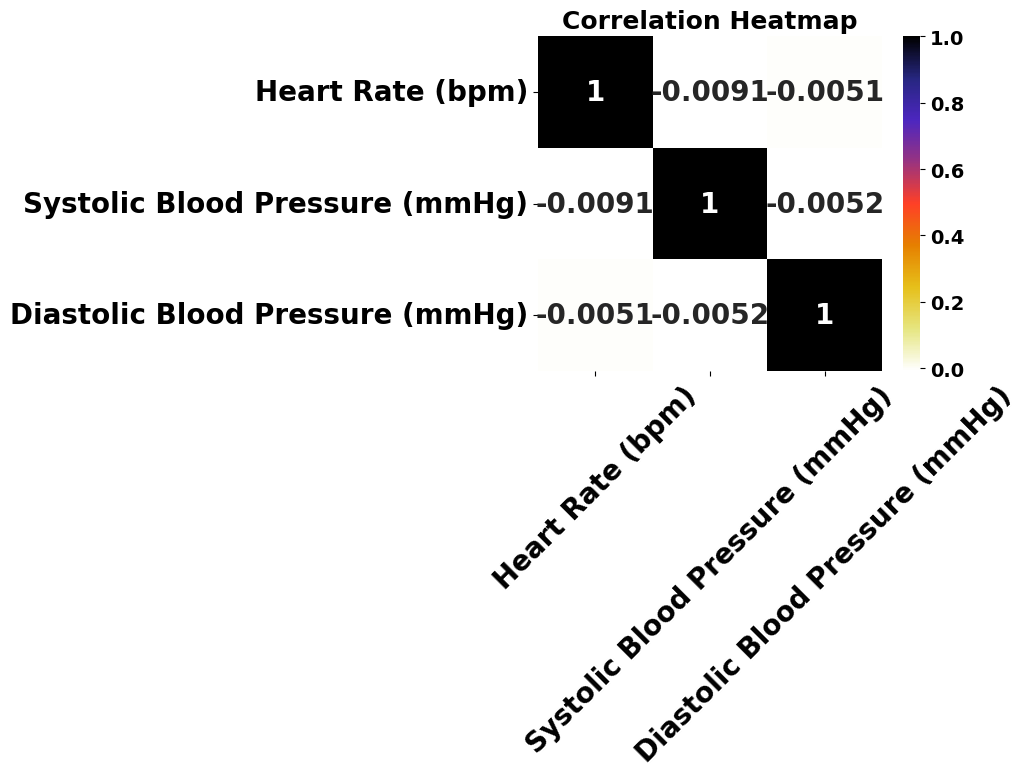 Correlation Heatmap
Heart Rate (bpm) 1 -0.0091 -0.0051
Systolic Blood Pressure (mmHg) -0.0091 1 -0.0052
Diastolic Blood Pressure (mmHg) -0.0051 -0.0052 1
Heart Rate (bpm)
Systolic Blood Pressure (mmHg)
Diastolic Blood Pressure (mmHg)
1.0
0.8
0.6
0.4
0.2
0.0